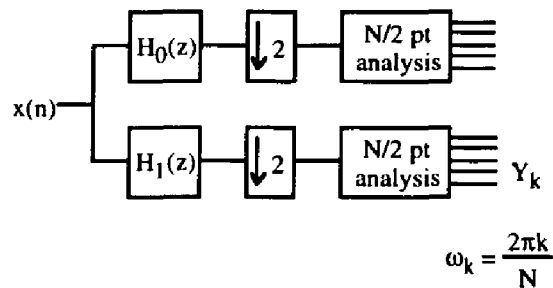 H₀(z)
↓ 2
N/2 pt
analysis
x(n)
H₁(z)
↓ 2
N/2 pt
analysis
Yₖ
ωₖ = 2πk / N